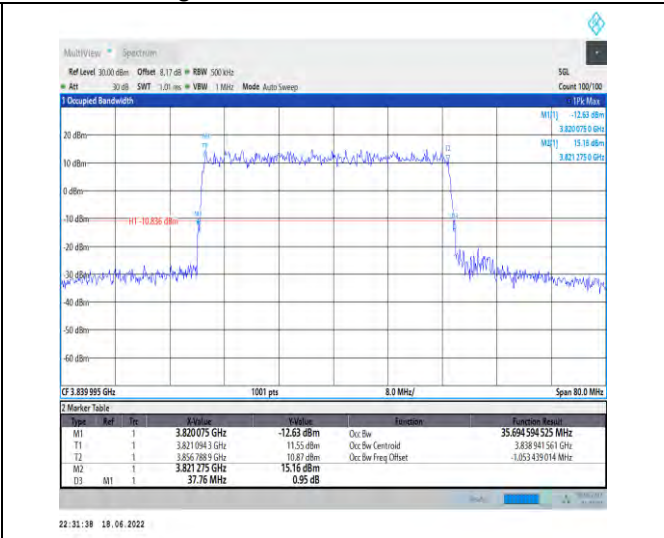 MultiView Spectrum
Ref Level 30.00 dBm Offset 8.17 dB RBW 500 kHz SGL
Att 30 dB SWT 1.01 ms VBW 1 MHz Mode Auto Sweep Count 100/100
1 Occupied Bandwidth 1Pk Max
M1[1] -12.63 dBm
3.820 075 0 GHz
20 dBm M2[1] 15.16 dBm
3.821 275 0 GHz
T2
10 dBm
0 dBm
-10 dBm H1 -10.836 dBm
-20 dBm
-30 dBm
-40 dBm
-50 dBm
-60 dBm
CF 3.839 995 GHz 1001 pts 8.0 MHz/ Span 80.0 MHz
2 Marker Table
Type Ref Trc X-Value Y-Value Function Function Result
M1 1 3.820 075 GHz -12.63 dBm Occ Bw 35.694 594 525 MHz
T1 1 3.821 094 3 GHz 11.55 dBm Occ Bw Centroid 3.838 941 561 GHz
T2 1 3.856 788 9 GHz 10.87 dBm Occ Bw Freq Offset -1.053 439 014 MHz
M2 1 3.821 275 GHz 15.16 dBm
D3 M1 1 37.76 MHz 0.95 dB
22:31:38 18.06.2022